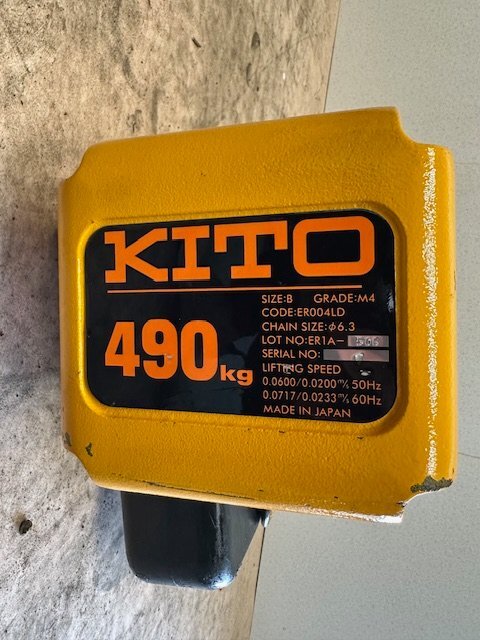 KITO
490kg
SIZE:B GRADE:M4
CODE:ER004LD
CHAIN SIZE:ϕ6.3
LOT NO:ER1A-
SERIAL NO:
LIFTING SPEED
0.0600/0.0200m/s 50Hz
0.0717/0.0233m/s 60Hz
MADE IN JAPAN